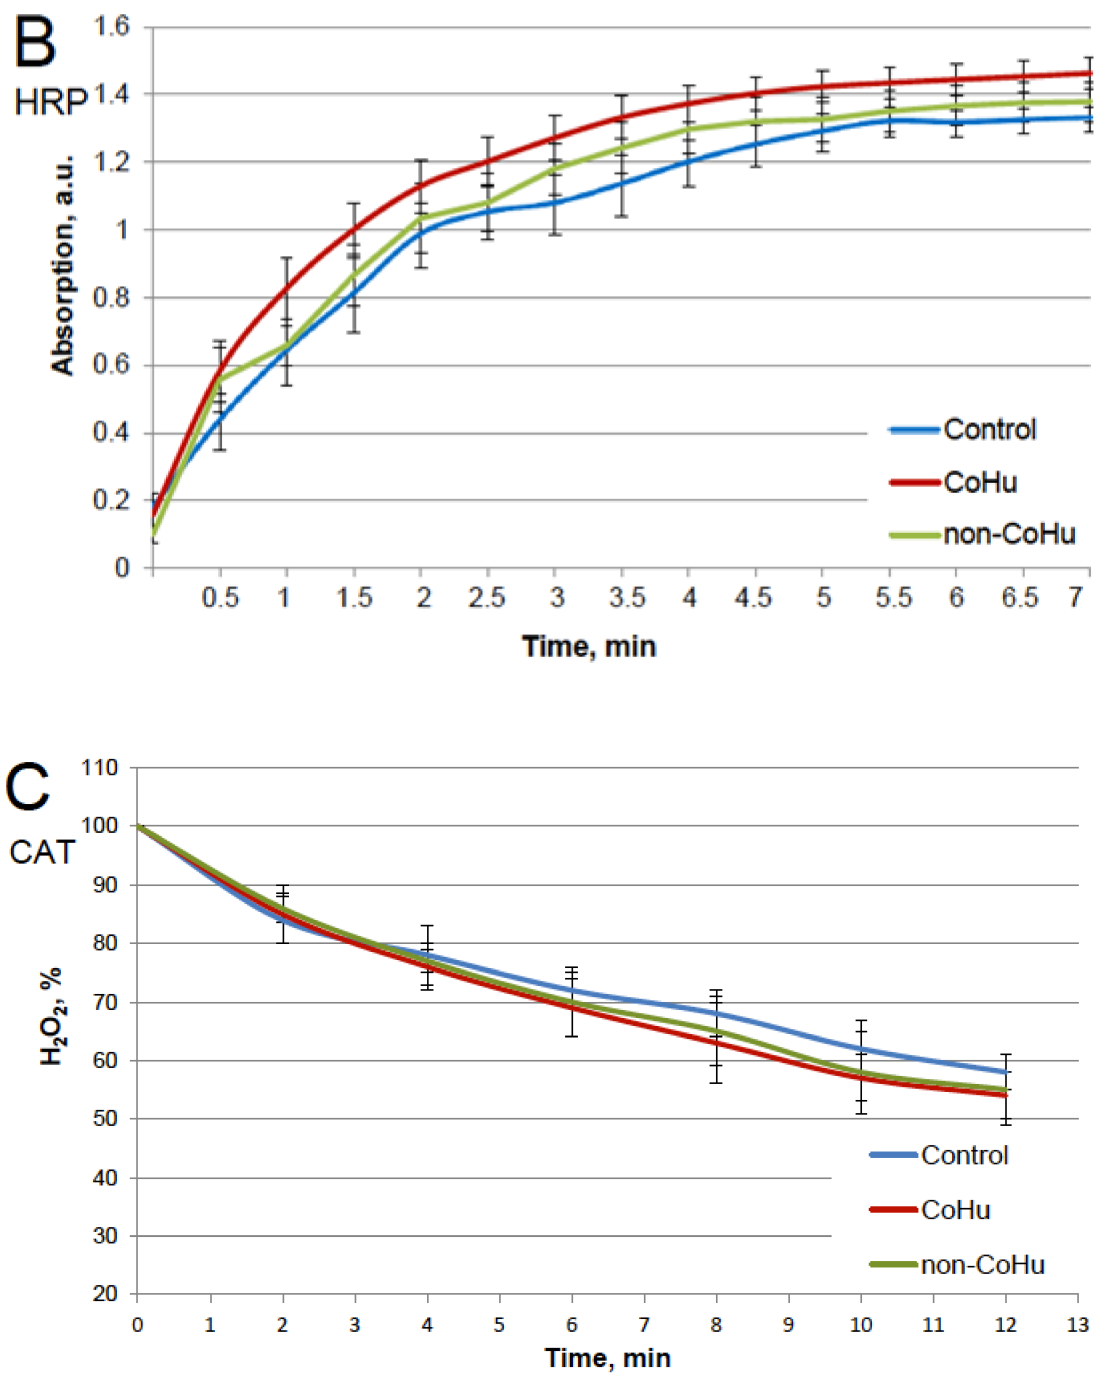 B
HRP
Absorption, a.u.
1.6
1.4
1.2
1
0.8
0.6
0.4
0.2
0
0.5 1 1.5 2 2.5 3 3.5 4 4.5 5 5.5 6 6.5 7
Time, min
Control
CoHu
non-CoHu
C
CAT
H₂O₂, %
110
100
90
80
70
60
50
40
30
20
0 1 2 3 4 5 6 7 8 9 10 11 12 13
Time, min
Control
CoHu
non-CoHu